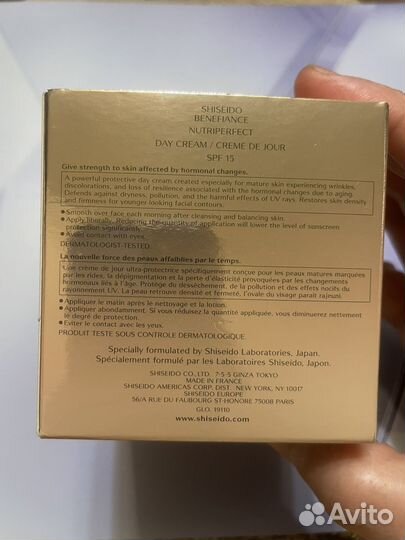 SHISEIDO
BENEFIANCE
NUTRIPERFECT
DAY CREAM / CREME DE JOUR
SPF 15
Give strength to skin affected by hormonal changes.
A powerful protective day cream created especially for mature skin experiencing wrinkles,
discolorations, and loss of resilience associated with the hormonal changes due to aging.
Defends against dryness, pollution, and the harmful effects of UV rays. Restores skin density
and firmness for younger looking facial contours.
●Smooth over face each morning after cleansing and balancing skin.
●Apply liberally. Reducing the quantity of application will lower the level of sunscreen
protection significantly.
●Avoid contact with eyes.
DERMATOLOGIST-TESTED.
La nouvelle force des peaux affaiblies par le temps.
Une crème de jour ultra-protectrice spécifiquement conçue pour les peaux matures marquées
par les rides, la dépigmentation et la perte d'élasticité provoquées par les changements
hormonaux liés à l'âge. Protège du dessèchement, de la pollution et des effets nocifs du
rayonnement UV. La peau retrouve densité et fermeté, l'ovale du visage paraît rajeuni.
●Appliquer le matin après le nettoyage et la lotion.
●Appliquer abondamment. Si vous réduisez la quantité appliquée, vous diminuerez nettement
le degré de protection.
●Eviter le contact avec les yeux.
PRODUIT TESTE SOUS CONTROLE DERMATOLOGIQUE.
Specially formulated by Shiseido Laboratories, Japan.
Spécialement formulé par les Laboratoires Shiseido, Japon.
SHISEIDO CO.,LTD. 7-5-5 GINZA TOKYO
MADE IN FRANCE
SHISEIDO AMERICAS CORP. DIST. NEW YORK, NY 10017
SHISEIDO EUROPE
56/A RUE DU FAUBOURG ST-HONORE 75008 PARIS
GLO. 19110
www.shiseido.com
Avito